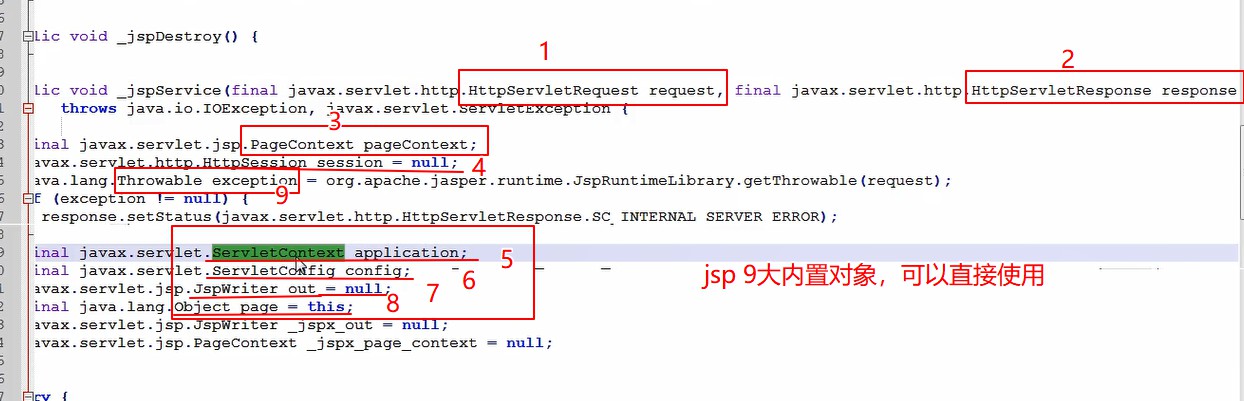 lic void _jspDestroy() {
1
2
lic void _jspService(final javax.servlet.http.HttpServletRequest request, final javax.servlet.http.HttpServletResponse response
throws java.io.IOException, javax.servlet.ServletException {
3
inal javax.servlet.jsp.PageContext pageContext;
avax.servlet.http.HttpSession session = null;
4
ava.lang.Throwable exception = org.apache.jasper.runtime.JspRuntimeLibrary.getThrowable(request);
9
f (exception != null) {
response.setStatus(javax.servlet.http.HttpServletResponse.SC_INTERNAL_SERVER_ERROR);
inal javax.servlet.ServletContext application;
5
inal javax.servlet.ServletConfig config;
6
jsp 9大内置对象，可以直接使用
avax.servlet.jsp.JspWriter out = null;
7
inal java.lang.Object page = this;
8
avax.servlet.jsp.JspWriter _jspx_out = null;
avax.servlet.jsp.PageContext _jspx_page_context = null;
ry {